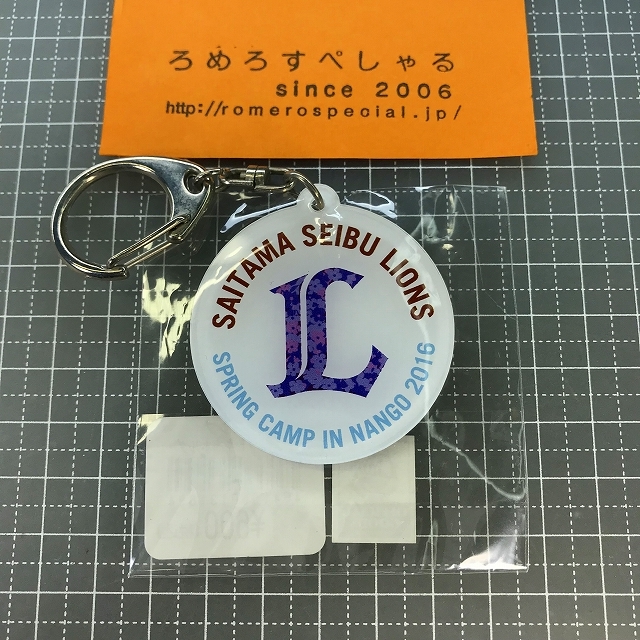 ろめろすぺしゃる
since 2006
http://romerospecial.jp/
SAITAMA SEIBU LIONS
L
SPRING CAMP IN NANGO 2016